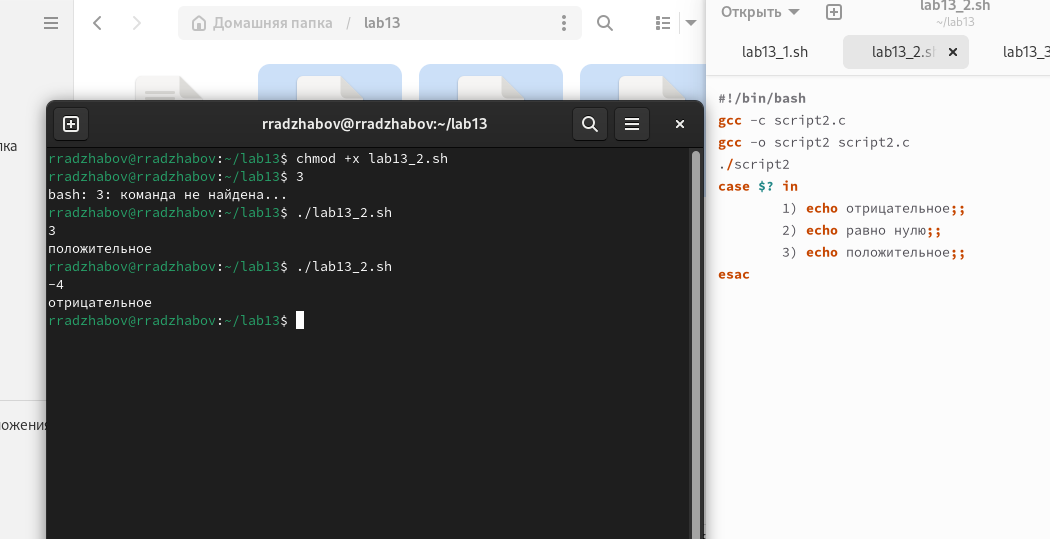 Домашняя папка / lab13
Открыть
lab13_2.sh
~/lab13
lab13_1.sh
lab13_2.s
lab13_3
пка
ложения
rradzhabov@rradzhabov:~/lab13
rradzhabov@rradzhabov:~/lab13$ chmod +x lab13_2.sh
rradzhabov@rradzhabov:~/lab13$ 3
bash: 3: команда не найдена...
rradzhabov@rradzhabov:~/lab13$ ./lab13_2.sh
3
положительное
rradzhabov@rradzhabov:~/lab13$ ./lab13_2.sh
-4
отрицательное
rradzhabov@rradzhabov:~/lab13$
#!/bin/bash
gcc -c script2.c
gcc -o script2 script2.c
./script2
case $? in
1) echo отрицательное;;
2) echo равно нулю;;
3) echo положительное;;
esac